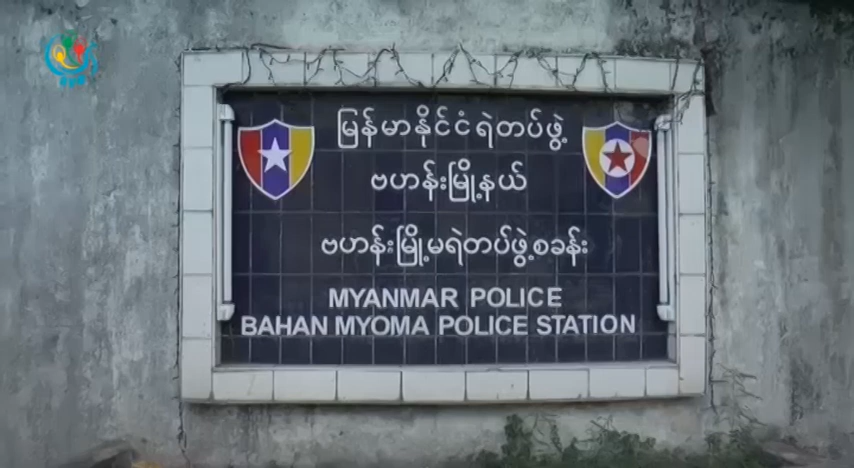 မြန်မာနိုင်ငံရဲတပ်ဖွဲ့
ဗဟန်းမြို့နယ်
ဗဟန်းမြို့မရဲတပ်ဖွဲ့စခန်း
MYANMAR POLICE
BAHAN MYOMA POLICE STATION